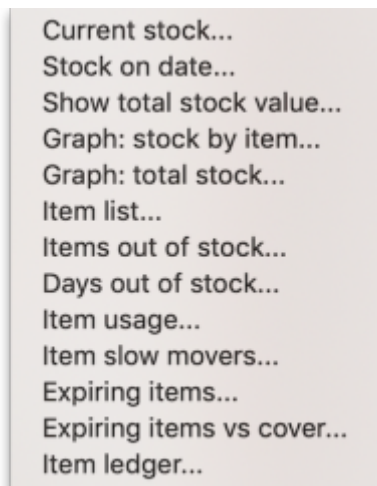 Current stock...
Stock on date...
Show total stock value...
Graph: stock by item...
Graph: total stock...
Item list...
Items out of stock...
Days out of stock...
Item usage...
Item slow movers...
Expiring items...
Expiring items vs cover...
Item ledger...